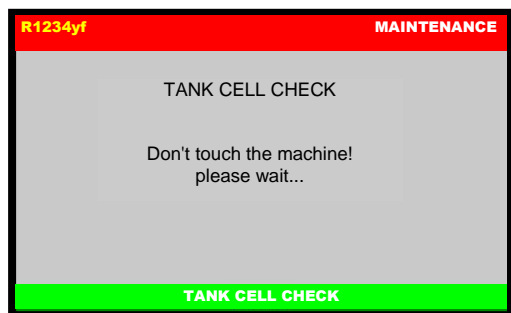 R1234yf MAINTENANCE
TANK CELL CHECK
Don't touch the machine!
please wait...
TANK CELL CHECK